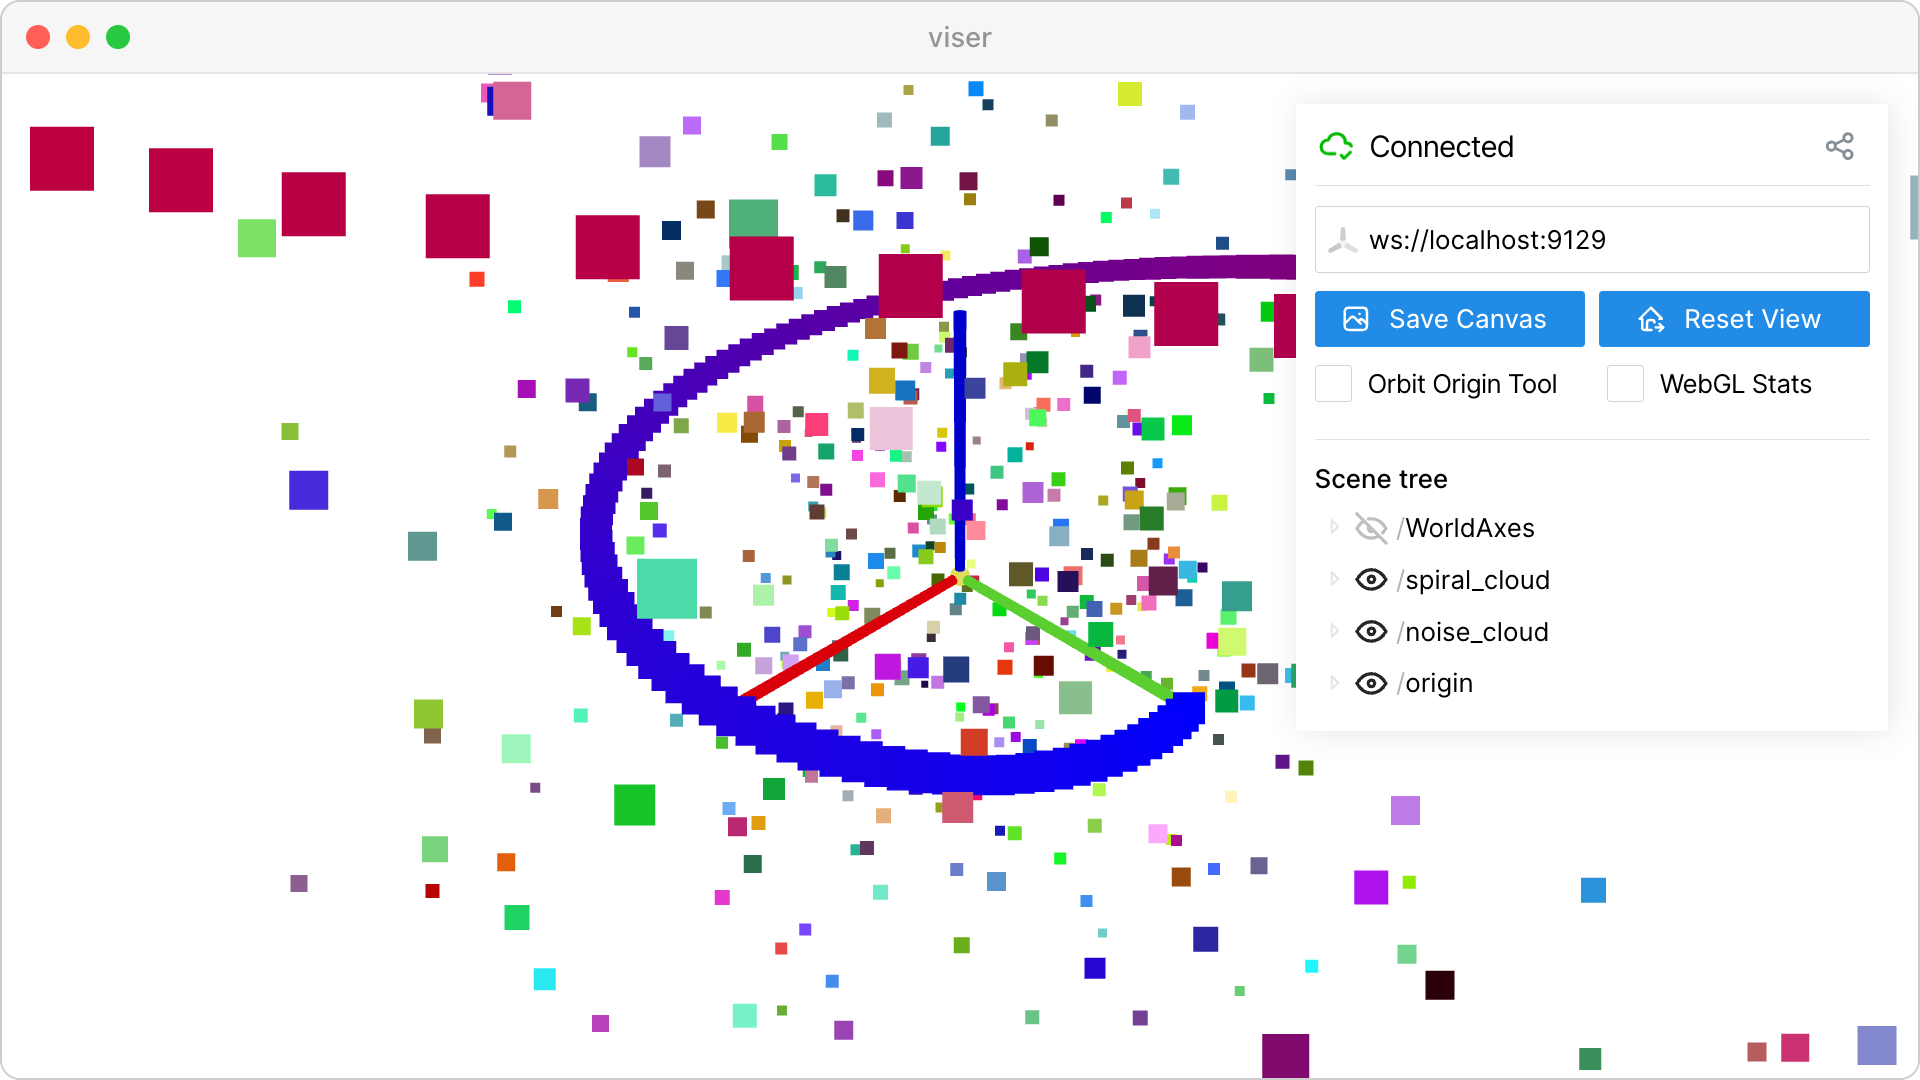 viser
Connected
ws://localhost:9129
Save Canvas
Reset View
Orbit Origin Tool
WebGL Stats
Scene tree
/WorldAxes
/spiral_cloud
/noise_cloud
/origin